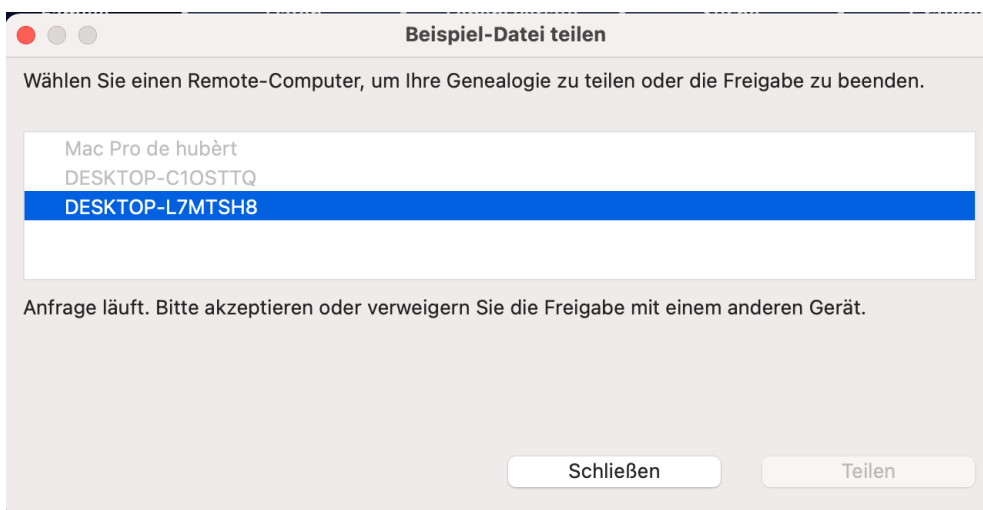 Beispiel-Datei teilen
Wählen Sie einen Remote-Computer, um Ihre Genealogie zu teilen oder die Freigabe zu beenden.
Mac Pro de hubèrt
DESKTOP-C1OSTTQ
DESKTOP-L7MTSH8
Anfrage läuft. Bitte akzeptieren oder verweigern Sie die Freigabe mit einem anderen Gerät.
Schließen
Teilen